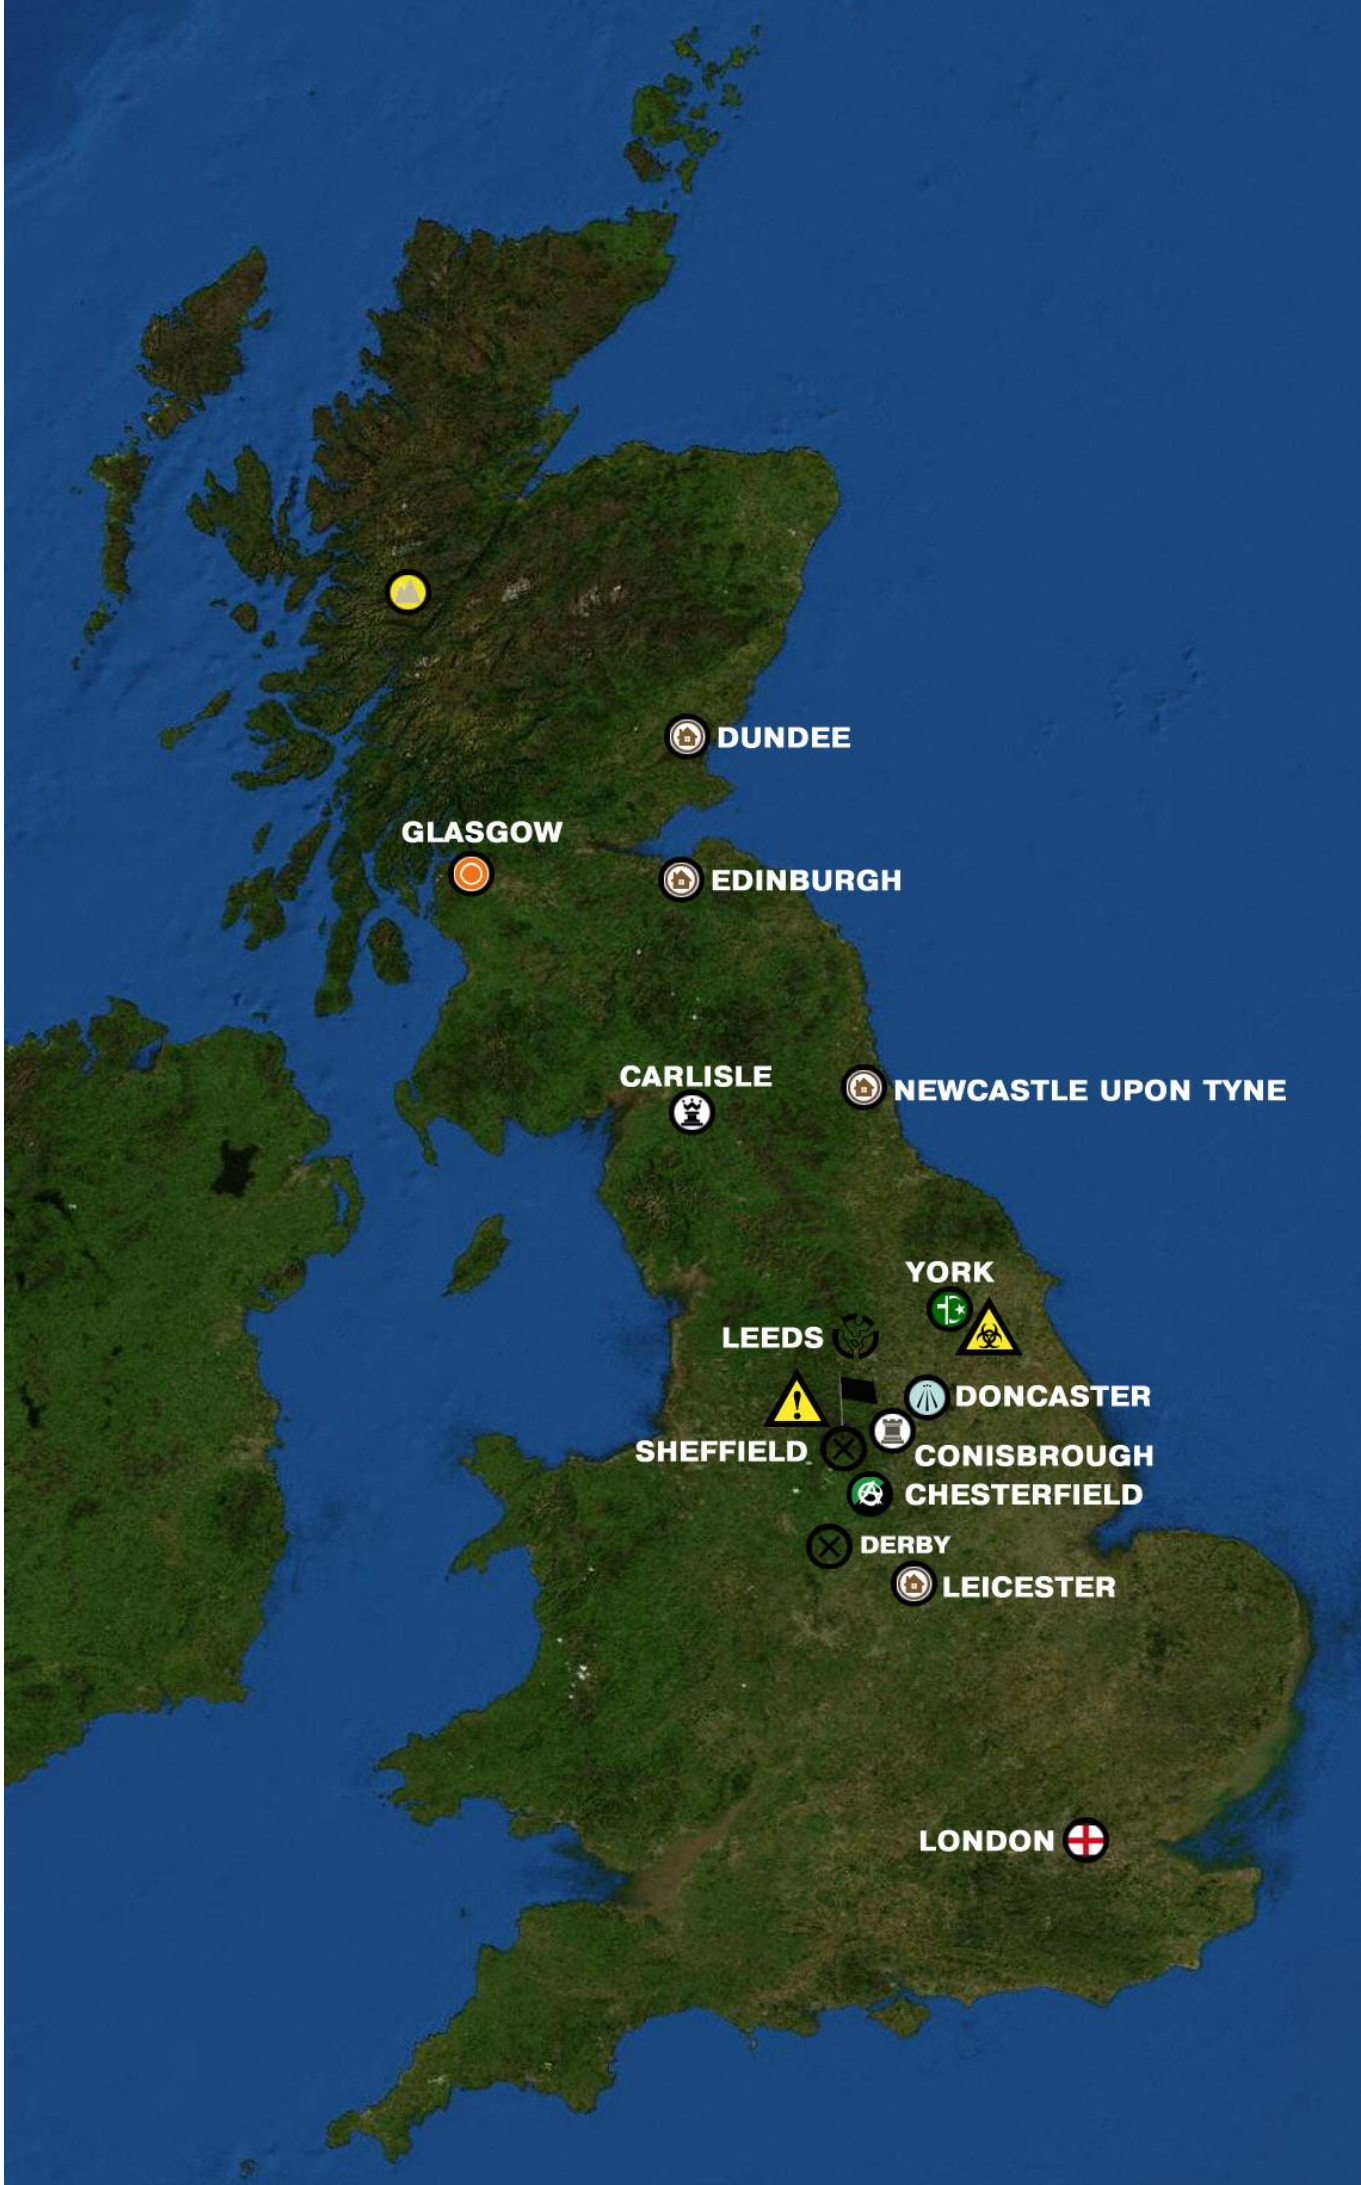 DUNDEE
GLASGOW
EDINBURGH
CARLISLE
NEWCASTLE UPON TYNE
YORK
LEEDS
DONCASTER
SHEFFIELD
CONISBROUGH
CHESTERFIELD
DERBY
LEICESTER
LONDON